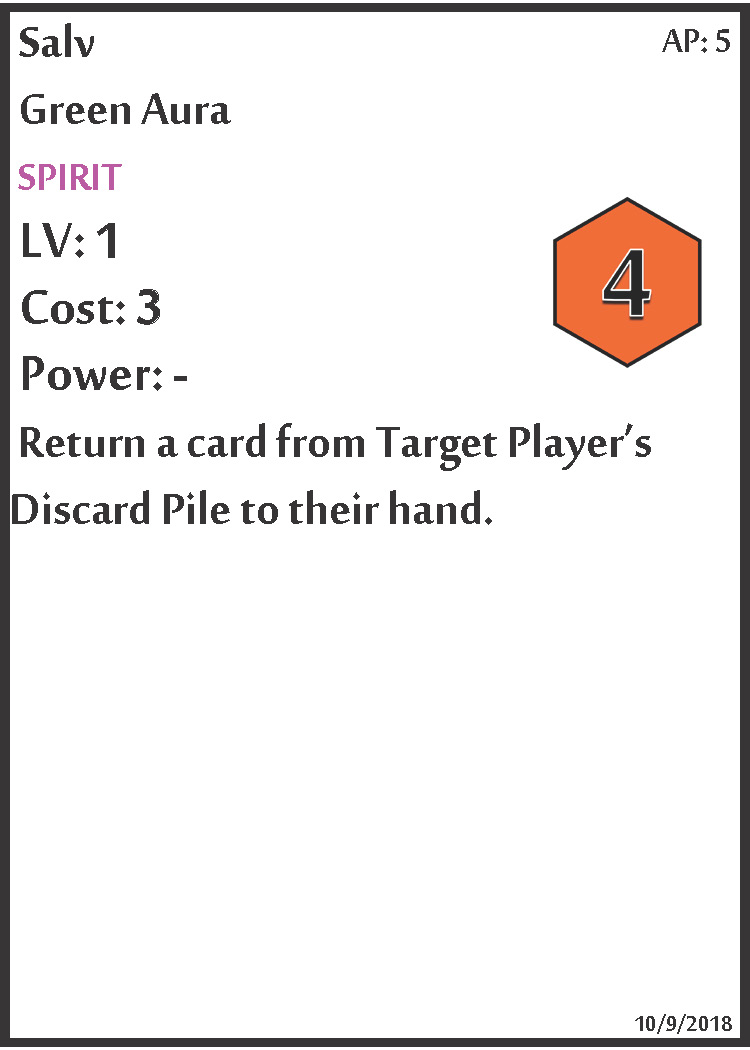 Salv
AP: 5
Green Aura
SPIRIT
LV: 1
Cost: 3
4
Power: -
Return a card from Target Player's
Discard Pile to their hand.
10/9/2018